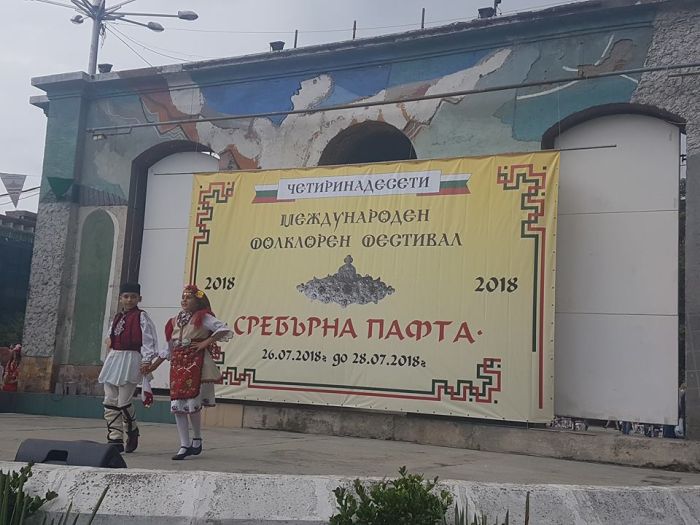 ЧЕТИРИНАДЕСЕТИ
МЕЖДУНАРОДЕН
ФОЛКЛОРЕН ФЕСТИВАЛ
2018 2018
СРЕБЪРНА ПАФТА
26.07.2018г до 28.07.2018г